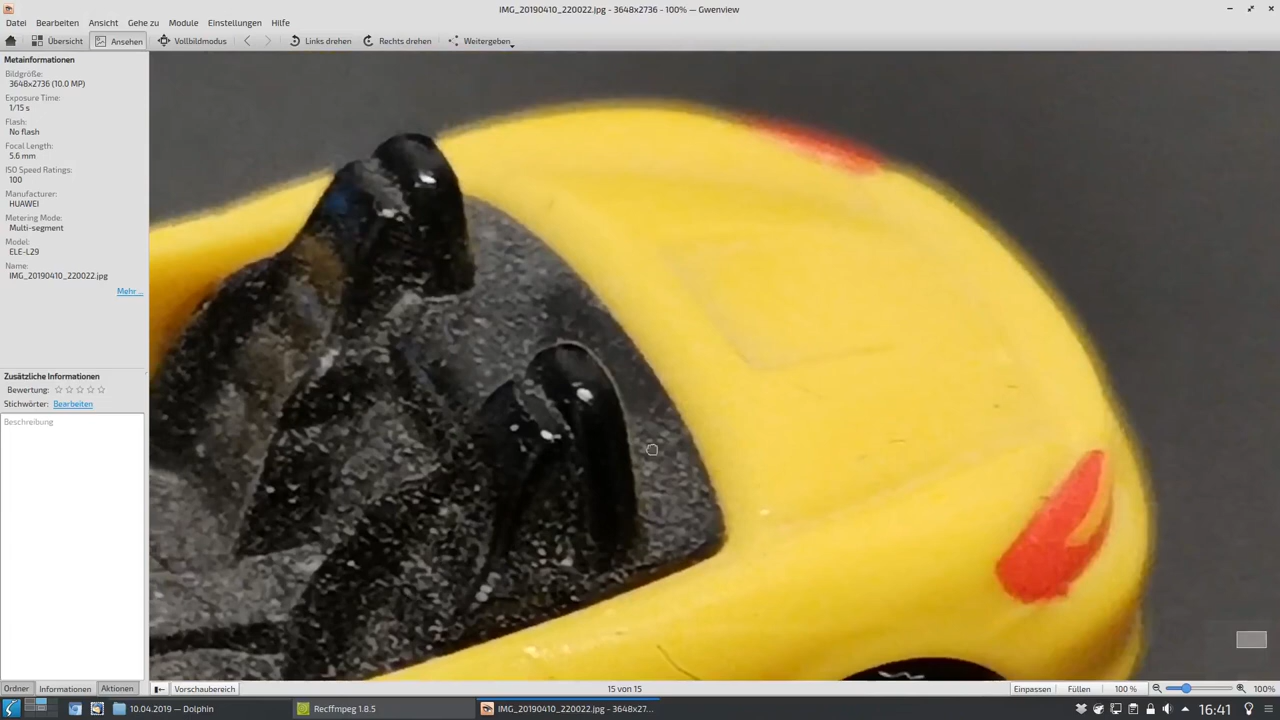 IMG_20190410_220022.jpg - 3648x2736 - 100% — Gwenview
Datei Bearbeiten Ansicht Gehe zu Module Einstellungen Hilfe
Übersicht Ansehen Vollbildmodus Links drehen Rechts drehen Weitergeben
Metainformationen
Bildgröße:
3648x2736 (10.0 MP)
Exposure Time:
1/15 s
Flash:
No flash
Focal Length:
5.6 mm
ISO Speed Ratings:
100
Manufacturer:
HUAWEI
Metering Mode:
Multi-segment
Model:
ELE-L29
Name:
IMG_20190410_220022.jpg
Mehr ...
Zusätzliche Informationen
Bewertung:
Stichwörter: Bearbeiten
Beschreibung
Ordner Informationen Aktionen Vorschaubereich 15 von 15 Einpassen Füllen 100 % 100%
10.04.2019 — Dolphin Recffmpeg 1.8.5 IMG_20190410_220022.jpg - 3648x27... 16:41